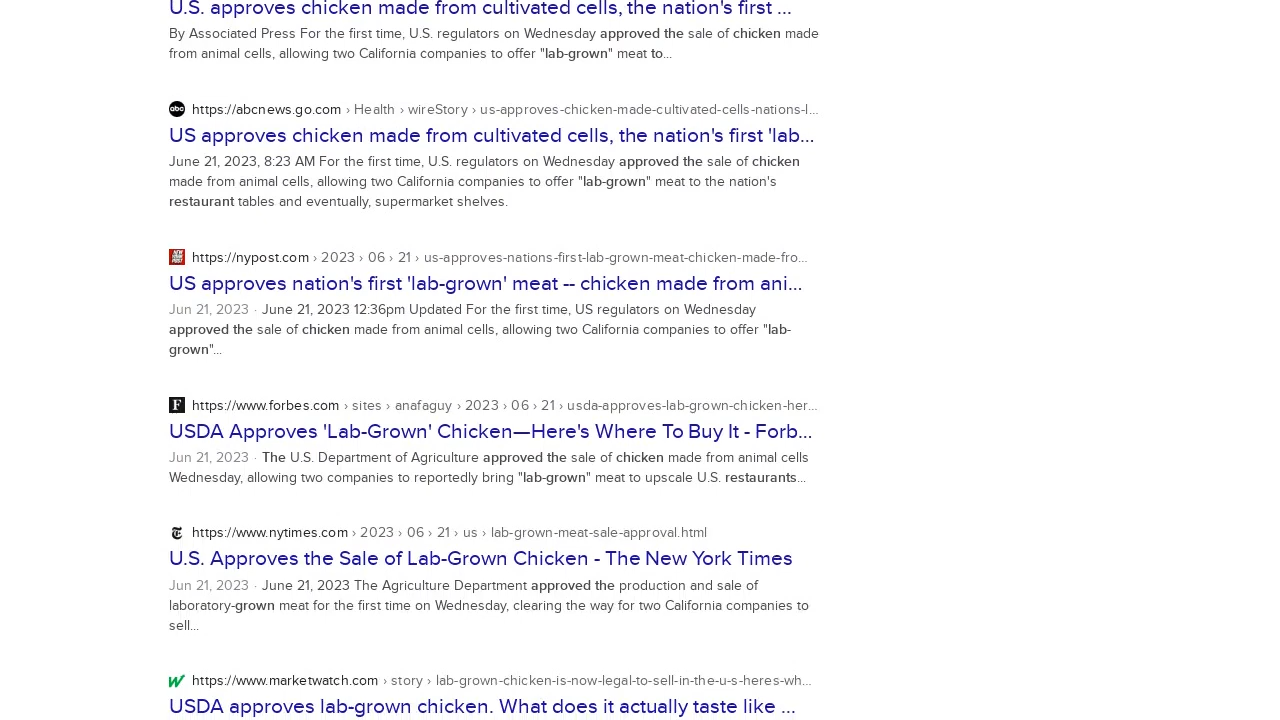 U.S. approves chicken made from cultivated cells, the nation's first ...
By Associated Press For the first time, U.S. regulators on Wednesday approved the sale of chicken made
from animal cells, allowing two California companies to offer "lab-grown" meat to...
abc https://abcnews.go.com › Health › wireStory › us-approves-chicken-made-cultivated-cells-nations-l...
US approves chicken made from cultivated cells, the nation's first 'lab...
June 21, 2023, 8:23 AM For the first time, U.S. regulators on Wednesday approved the sale of chicken
made from animal cells, allowing two California companies to offer "lab-grown" meat to the nation's
restaurant tables and eventually, supermarket shelves.
NEW YORK POST https://nypost.com › 2023 › 06 › 21 › us-approves-nations-first-lab-grown-meat-chicken-made-fro...
US approves nation's first 'lab-grown' meat -- chicken made from ani...
Jun 21, 2023 · June 21, 2023 12:36pm Updated For the first time, US regulators on Wednesday
approved the sale of chicken made from animal cells, allowing two California companies to offer "lab-
grown"...
F https://www.forbes.com › sites › anafaguy › 2023 › 06 › 21 › usda-approves-lab-grown-chicken-her...
USDA Approves 'Lab-Grown' Chicken—Here's Where To Buy It - Forb...
Jun 21, 2023 · The U.S. Department of Agriculture approved the sale of chicken made from animal cells
Wednesday, allowing two companies to reportedly bring "lab-grown" meat to upscale U.S. restaurants...
T https://www.nytimes.com › 2023 › 06 › 21 › us › lab-grown-meat-sale-approval.html
U.S. Approves the Sale of Lab-Grown Chicken - The New York Times
Jun 21, 2023 · June 21, 2023 The Agriculture Department approved the production and sale of
laboratory-grown meat for the first time on Wednesday, clearing the way for two California companies to
sell...
https://www.marketwatch.com › story › lab-grown-chicken-is-now-legal-to-sell-in-the-u-s-heres-wh...
USDA approves lab-grown chicken. What does it actually taste like ...